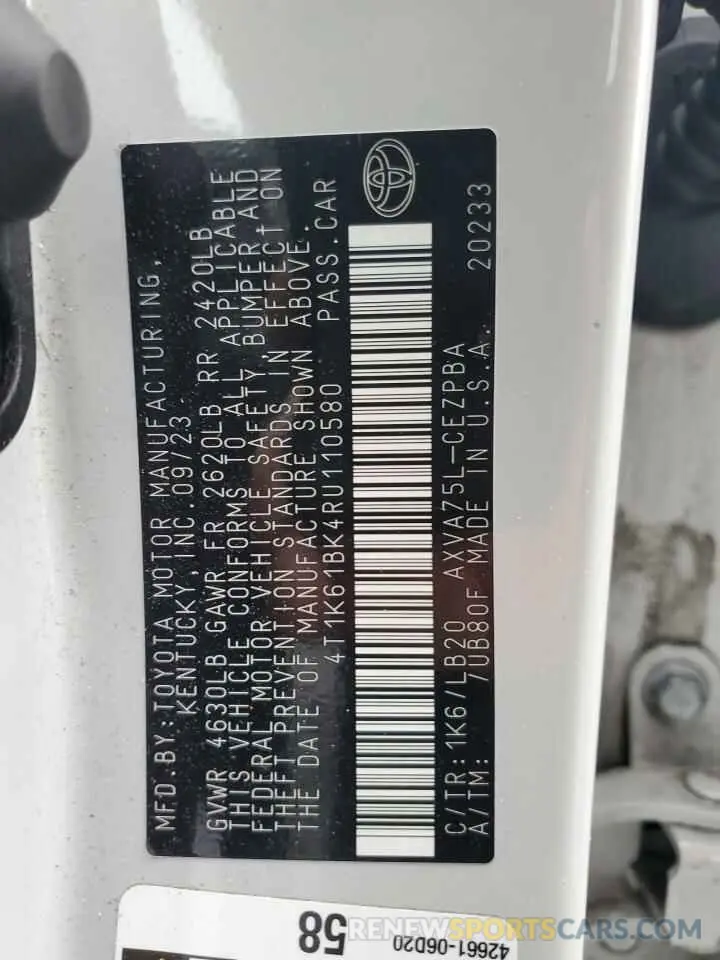 MFD.BY:TOYOTA MOTOR MANUFACTURING,
KENTUCKY, INC.09/23
GVWR 4630LB GAWR FR 2620LB RR 2420LB
THIS VEHICLE CONFORMS TO ALL APPLICABLE
FEDERAL MOTOR VEHICLE SAFETY, BUMPER, AND
THEFT PREVENTION STANDARDS IN EFFECT ON
THE DATE OF MANUFACTURE SHOWN ABOVE.
4T1K61BK4RU110580 PASS.CAR
C/TR:1K6/LB20 AXVA75L-CEZPBA
A/TM: 7UB80F MADE IN U.S.A. 20233
58
42661-06D20
RENEWSPORTSCARS.COM